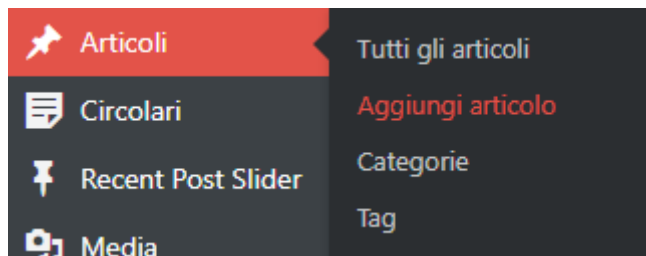 Articoli
Circolari
Recent Post Slider
Media
Tutti gli articoli
Aggiungi articolo
Categorie
Tag